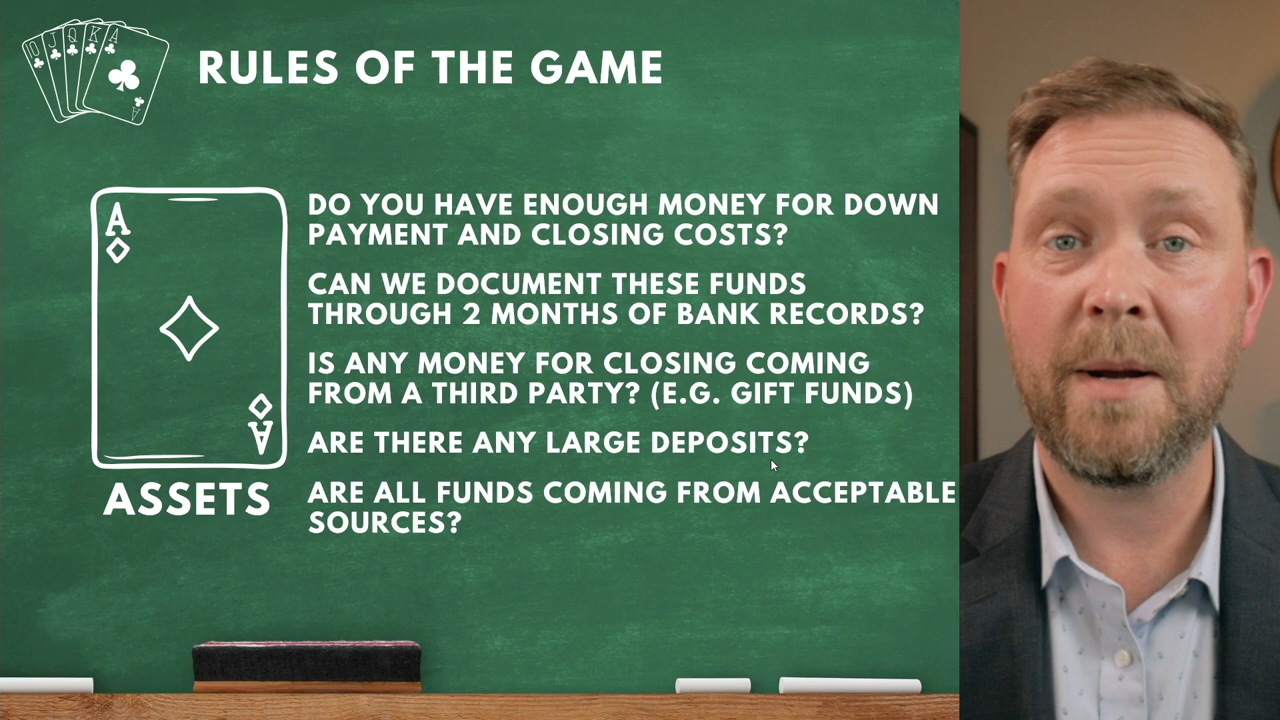 10 J Q K A
A
RULES OF THE GAME
A
A
ASSETS
DO YOU HAVE ENOUGH MONEY FOR DOWN
PAYMENT AND CLOSING COSTS?
CAN WE DOCUMENT THESE FUNDS
THROUGH 2 MONTHS OF BANK RECORDS?
IS ANY MONEY FOR CLOSING COMING
FROM A THIRD PARTY? (E.G. GIFT FUNDS)
ARE THERE ANY LARGE DEPOSITS?
ARE ALL FUNDS COMING FROM ACCEPTABLE
SOURCES?